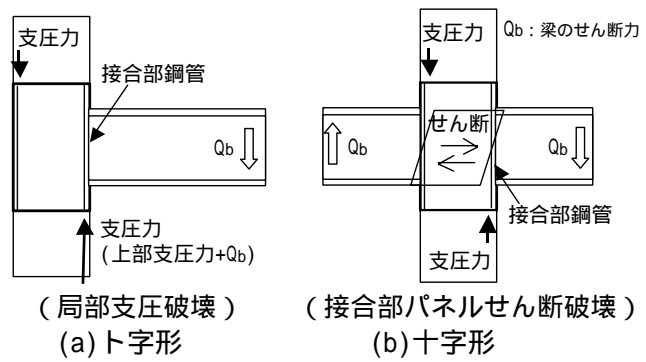 支圧力
接合部鋼管
Qb
支圧力
(上部支圧力+Qb)
(局部支圧破壊)
(a)ト字形
支圧力
Qb:梁のせん断力
せん断
Qb
Qb
接合部鋼管
支圧力
(接合部パネルせん断破壊)
(b)十字形